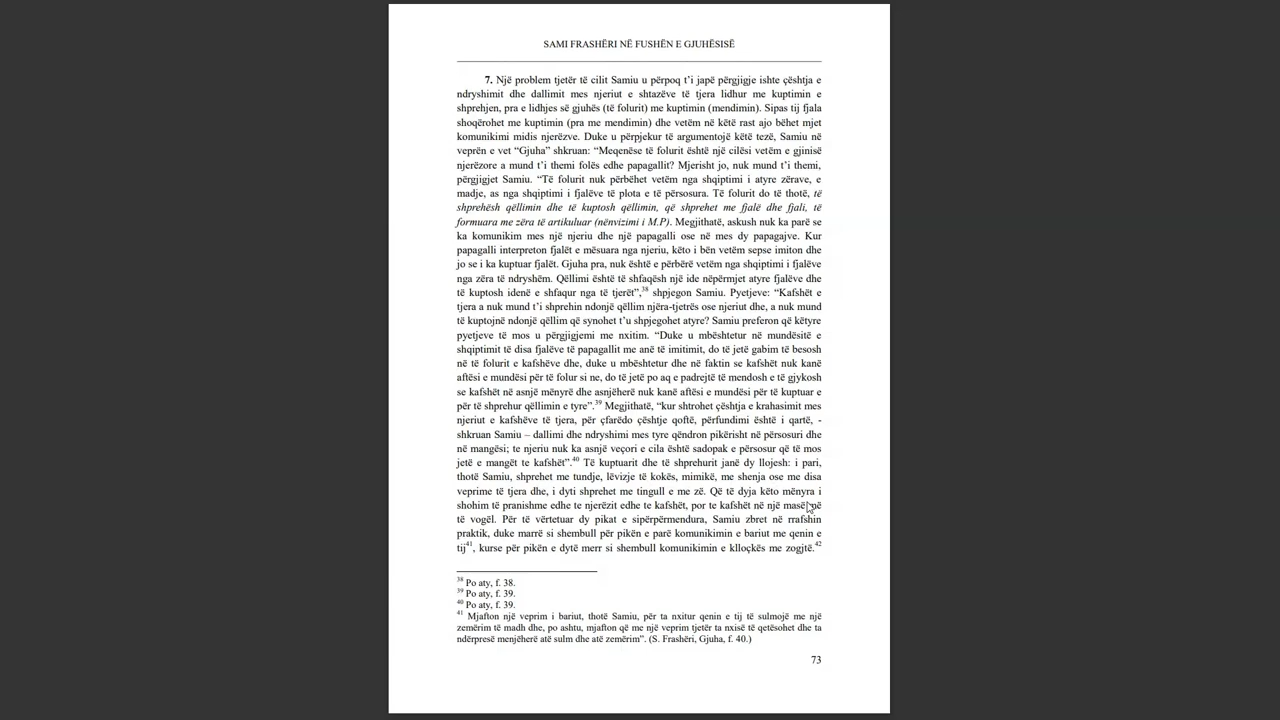 SAMI FRASHËRI NË FUSHËN E GJUHËSISË
7. Një problem tjetër të cilit Samiu u përpoq t’i japë përgjigje ishte çështja e
ndryshimit dhe dallimit mes njeriut e shtazëve të tjera lidhur me kuptimin e
shprehjen, pra e lidhjes së gjuhës (të folurit) me kuptimin (mendimin). Sipas tij fjala
shoqërohet me kuptimin (pra me mendimin) dhe vetëm në këtë rast ajo bëhet mjet
komunikimi midis njerëzve. Duke u përpjekur të argumentojë këtë tezë, Samiu në
veprën e vet “Gjuha” shkruan: “Meqenëse të folurit është një cilësi vetëm e gjinisë
njerëzore a mund t’i themi folës edhe papagallit? Mjerisht jo, nuk mund t’i themi,
përgjigjet Samiu. “Të folurit nuk përbëhet vetëm nga shqiptimi i atyre zërave, e
madje, as nga shqiptimi i fjalëve të plota e të përsosura. Të folurit do të thotë, të
shprehësh qëllimin dhe të kuptosh qëllimin, që shprehet me fjalë dhe fjali, të
formuara me zëra të artikuluar (nënvizimi i M.P). Megjithatë, askush nuk ka parë se
ka komunikim mes një njeriu dhe një papagalli ose në mes dy papagajve. Kur
papagalli interpreton fjalët e mësuara nga njeriu, këto i bën vetëm sepse imiton dhe
jo se i ka kuptuar fjalët. Gjuha pra, nuk është e përbërë vetëm nga shqiptimi i fjalëve
nga zëra të ndryshëm. Qëllimi është të shfaqësh një ide nëpërmjet atyre fjalëve dhe
të kuptosh idenë e shfaqur nga të tjerët”,38 shpjegon Samiu. Pyetjeve: “Kafshët e
tjera a nuk mund t’i shprehin ndonjë qëllim njëra-tjetrës ose njeriut dhe, a nuk mund
të kuptojnë ndonjë qëllim që synohet t’u shpjegohet atyre? Samiu preferon që këtyre
pyetjeve të mos u përgjigjemi me nxitim. “Duke u mbështetur në mundësitë e
shqiptimit të disa fjalëve të papagallit me anë të imitimit, do të jetë gabim të besosh
në të folurit e kafshëve dhe, duke u mbështetur dhe në faktin se kafshët nuk kanë
aftësi e mundësi për të folur si ne, do të jetë po aq e padrejtë të mendosh e të gjykosh
se kafshët në asnjë mënyrë dhe asnjëherë nuk kanë aftësi e mundësi për të kuptuar e
për të shprehur qëllimin e tyre”.39 Megjithatë, “kur shtrohet çështja e krahasimit mes
njeriut e kafshëve të tjera, për çfarëdo çështje qoftë, përfundimi është i qartë, -
shkruan Samiu – dallimi dhe ndryshimi mes tyre qëndron pikërisht në përsosuri dhe
në mangësi; te njeriu nuk ka asnjë veçori e cila është sadopak e përsosur që të mos
jetë e mangët te kafshët”.40 Të kuptuarit dhe të shprehurit janë dy llojesh: i pari,
thotë Samiu, shprehet me tundje, lëvizje të kokës, mimikë, me shenja ose me disa
veprime të tjera dhe, i dyti shprehet me tingull e me zë. Që të dyja këto mënyra i
shohim të pranishme edhe te njerëzit edhe te kafshët, por te kafshët në një masë më
të vogël. Për të vërtetuar dy pikat e sipërpërmendura, Samiu zbret në rrafshin
praktik, duke marrë si shembull për pikën e parë komunikimin e bariut me qenin e
tij41, kurse për pikën e dytë merr si shembull komunikimin e klloçkës me zogjtë.42
38 Po aty, f. 38.
39 Po aty, f. 39.
40 Po aty, f. 39.
41 Mjafton një veprim i bariut, thotë Samiu, për ta nxitur qenin e tij të sulmojë me një
zemërim të madh dhe, po ashtu, mjafton që me një veprim tjetër ta nxisë të qetësohet dhe ta
ndërpresë menjëherë atë sulm dhe atë zemërim”. (S. Frashëri, Gjuha, f. 40.)
73